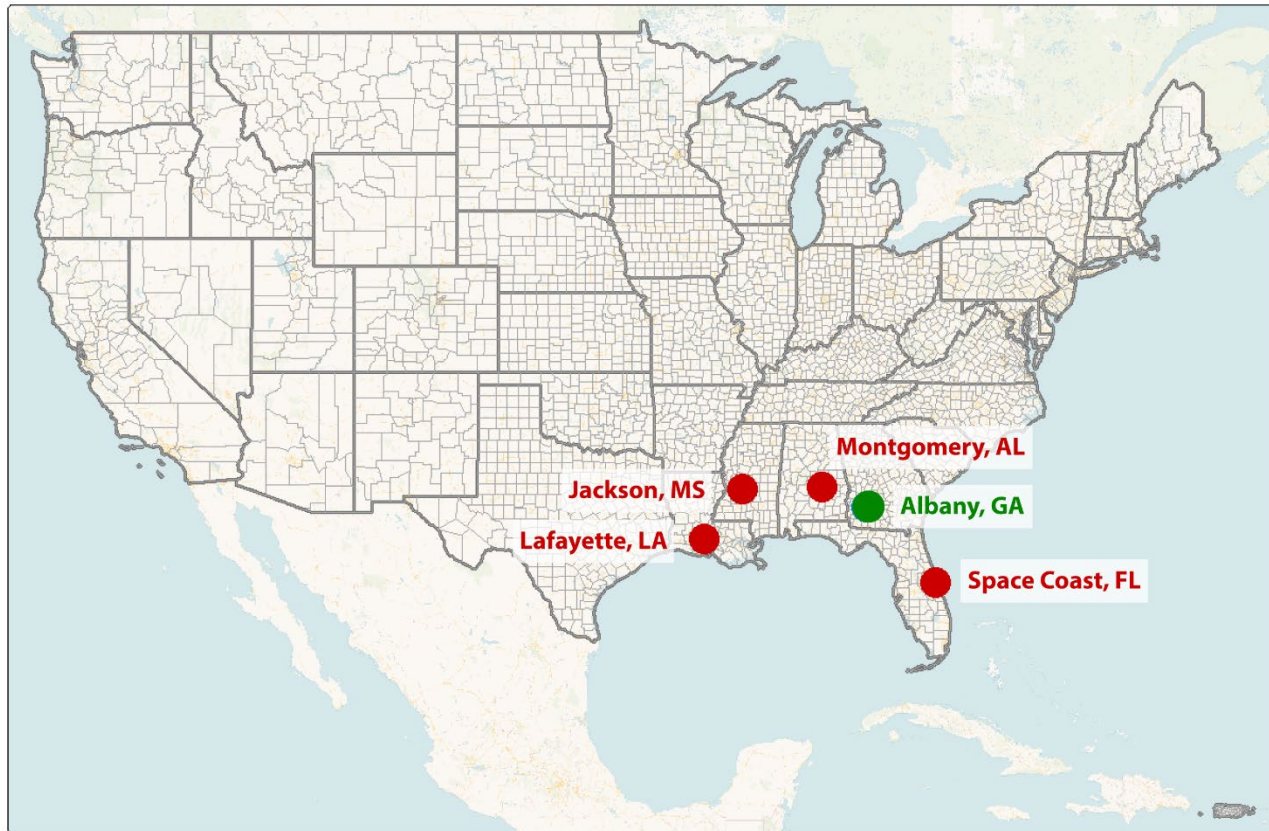 Montgomery, AL
Jackson, MS
Albany, GA
Lafayette, LA
Space Coast, FL